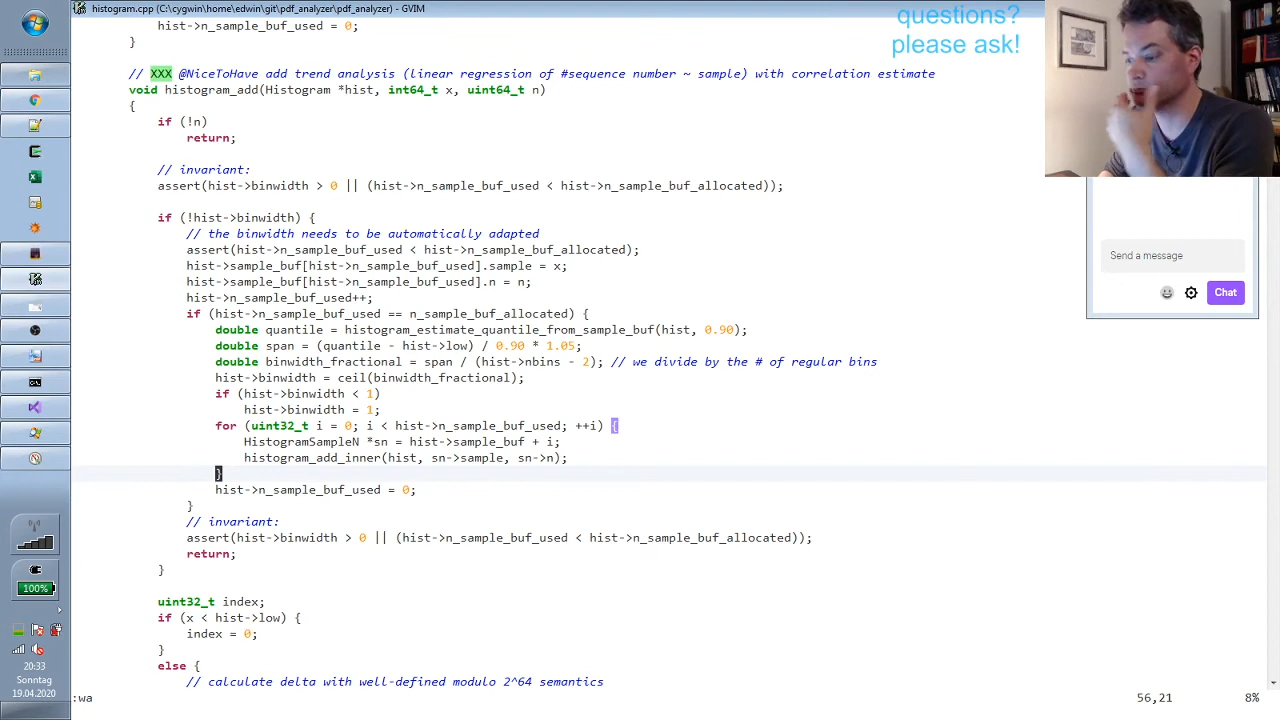 histogram.cpp (C:\cygwin\home\edwin\git\pdf_analyzer\pdf_analyzer) - GVIM
questions?
please ask!
hist->n_sample_buf_used = 0;
}
// XXX @NiceToHave add trend analysis (linear regression of #sequence number ~ sample) with correlation estimate
void histogram_add(Histogram *hist, int64_t x, uint64_t n)
{
if (!n)
return;
// invariant:
assert(hist->binwidth > 0 || (hist->n_sample_buf_used < hist->n_sample_buf_allocated));
if (!hist->binwidth) {
// the binwidth needs to be automatically adapted
assert(hist->n_sample_buf_used < hist->n_sample_buf_allocated);
hist->sample_buf[hist->n_sample_buf_used].sample = x;
hist->sample_buf[hist->n_sample_buf_used].n = n;
hist->n_sample_buf_used++;
if (hist->n_sample_buf_used == n_sample_buf_allocated) {
double quantile = histogram_estimate_quantile_from_sample_buf(hist, 0.90);
double span = (quantile - hist->low) / 0.90 * 1.05;
double binwidth_fractional = span / (hist->nbins - 2); // we divide by the # of regular bins
hist->binwidth = ceil(binwidth_fractional);
if (hist->binwidth < 1)
hist->binwidth = 1;
for (uint32_t i = 0; i < hist->n_sample_buf_used; ++i) {
HistogramSampleN *sn = hist->sample_buf + i;
histogram_add_inner(hist, sn->sample, sn->n);
}
hist->n_sample_buf_used = 0;
}
// invariant:
assert(hist->binwidth > 0 || (hist->n_sample_buf_used < hist->n_sample_buf_allocated));
return;
}
uint32_t index;
if (x < hist->low) {
index = 0;
}
else {
// calculate delta with well-defined modulo 2^64 semantics
:wa
56,21
8%
Send a message
Chat
100%
20:33
Sonntag
19.04.2020